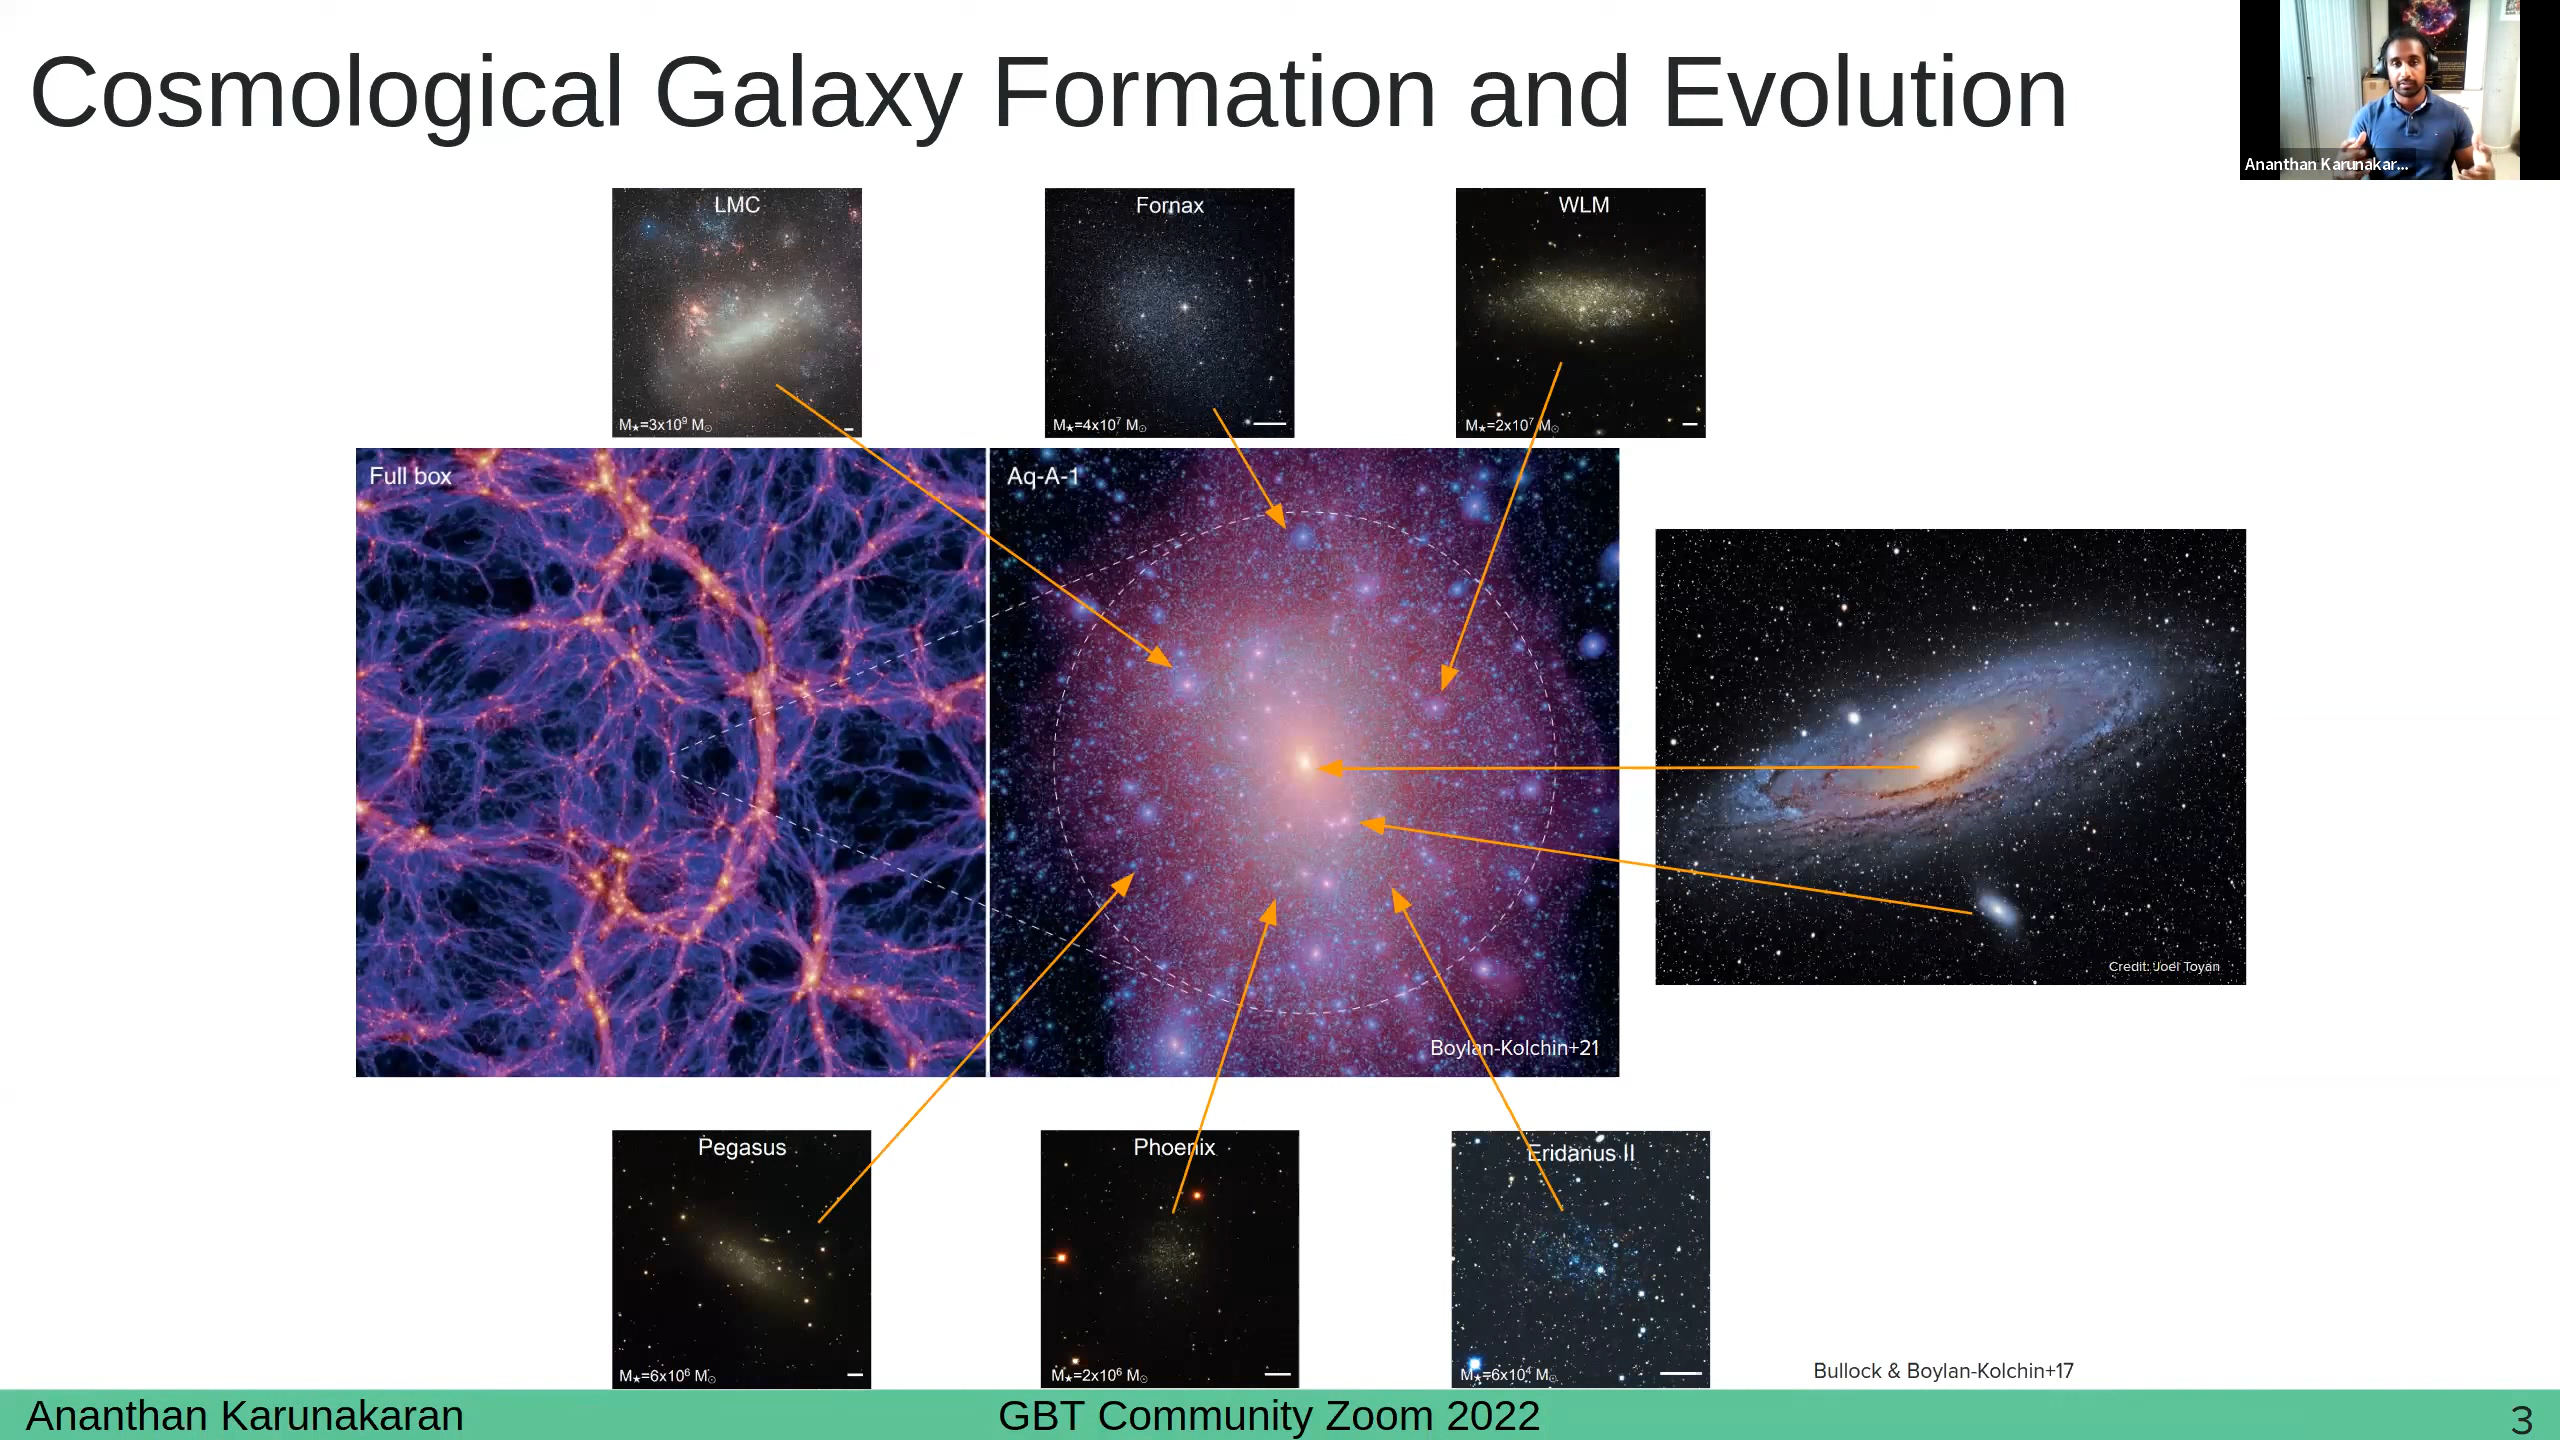 Cosmological Galaxy Formation and Evolution
Ananthan Karunakar...
LMC
M★=3x10⁹ M☉
Fornax
M★=4x10⁷ M☉
WLM
M★=2x10⁷ M☉
Full box
Aq-A-1
Boylan-Kolchin+21
Credit: Joel Toyan
Pegasus
M★=6x10⁶ M☉
Phoenix
M★=2x10⁶ M☉
Eridanus II
M★=6x10⁴ M☉
Bullock & Boylan-Kolchin+17
Ananthan Karunakaran
GBT Community Zoom 2022
3